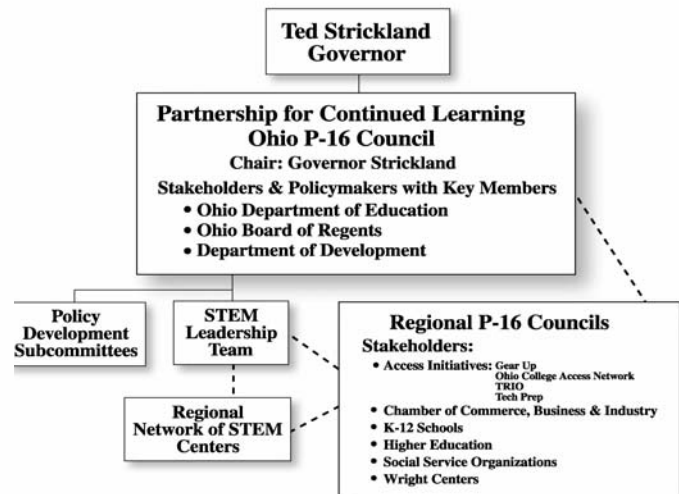 Ted Strickland
Governor
Partnership for Continued Learning
Ohio P-16 Council
Chair: Governor Strickland
Stakeholders & Policymakers with Key Members
• Ohio Department of Education
• Ohio Board of Regents
• Department of Development
Policy
Development
Subcommittees
STEM
Leadership
Team
Regional
Network of STEM
Centers
Regional P-16 Councils
Stakeholders:
• Access Initiatives: Gear Up
Ohio College Access Network
TRIO
Tech Prep
• Chamber of Commerce, Business & Industry
• K-12 Schools
• Higher Education
• Social Service Organizations
• Wright Centers